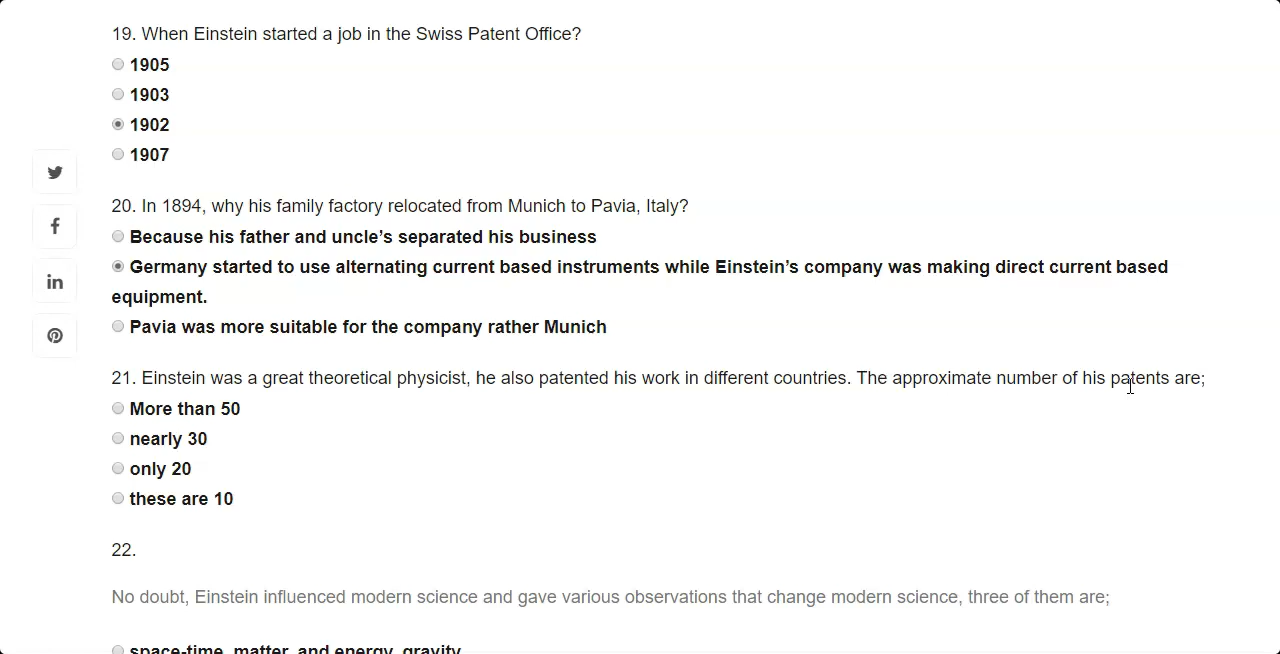 19. When Einstein started a job in the Swiss Patent Office?
1905
1903
1902
1907
20. In 1894, why his family factory relocated from Munich to Pavia, Italy?
Because his father and uncle’s separated his business
Germany started to use alternating current based instruments while Einstein’s company was making direct current based
equipment.
Pavia was more suitable for the company rather Munich
21. Einstein was a great theoretical physicist, he also patented his work in different countries. The approximate number of his patents are;
More than 50
nearly 30
only 20
these are 10
22.
No doubt, Einstein influenced modern science and gave various observations that change modern science, three of them are;
space-time, matter, and energy, gravity